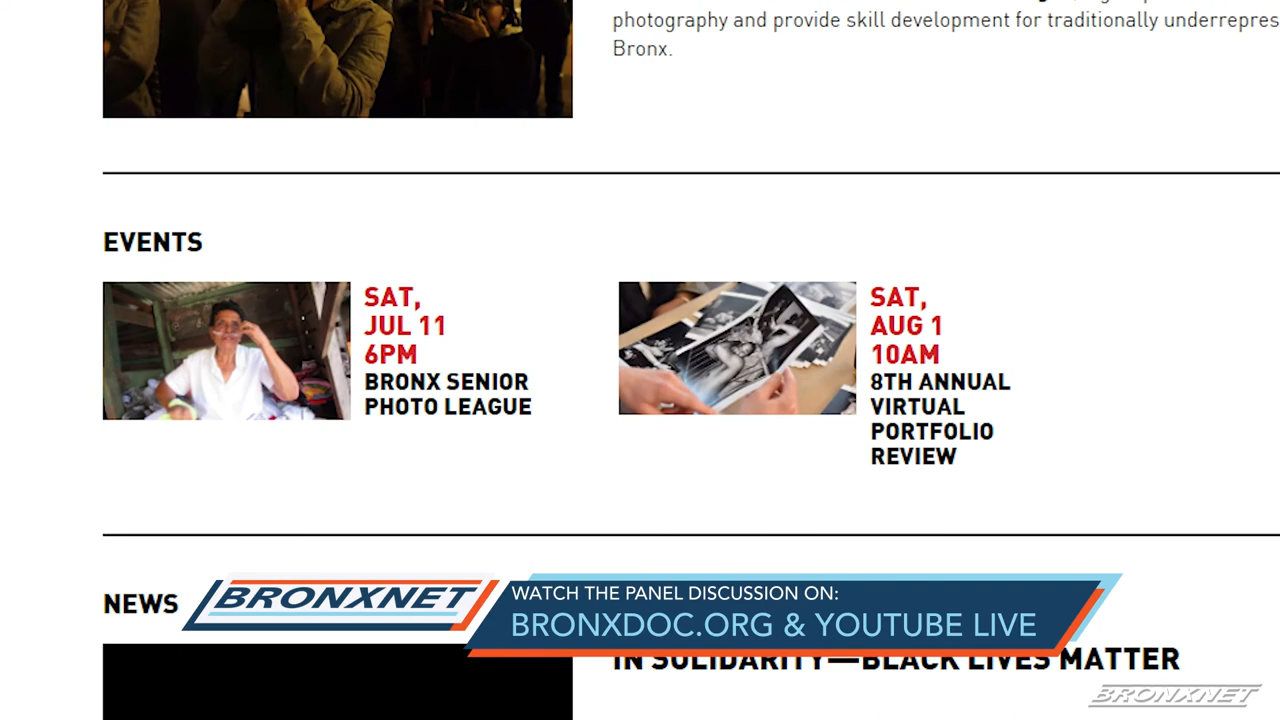 photography and provide skill development for traditionally underrepres
Bronx.
EVENTS
SAT,
JUL 11
6PM
BRONX SENIOR
PHOTO LEAGUE
SAT,
AUG 1
10AM
8TH ANNUAL
VIRTUAL
PORTFOLIO
REVIEW
NEWS
BRONXNET
WATCH THE PANEL DISCUSSION ON:
BRONXDOC.ORG & YOUTUBE LIVE
IN SOLIDARITY—BLACK LIVES MATTER
BRONXNET